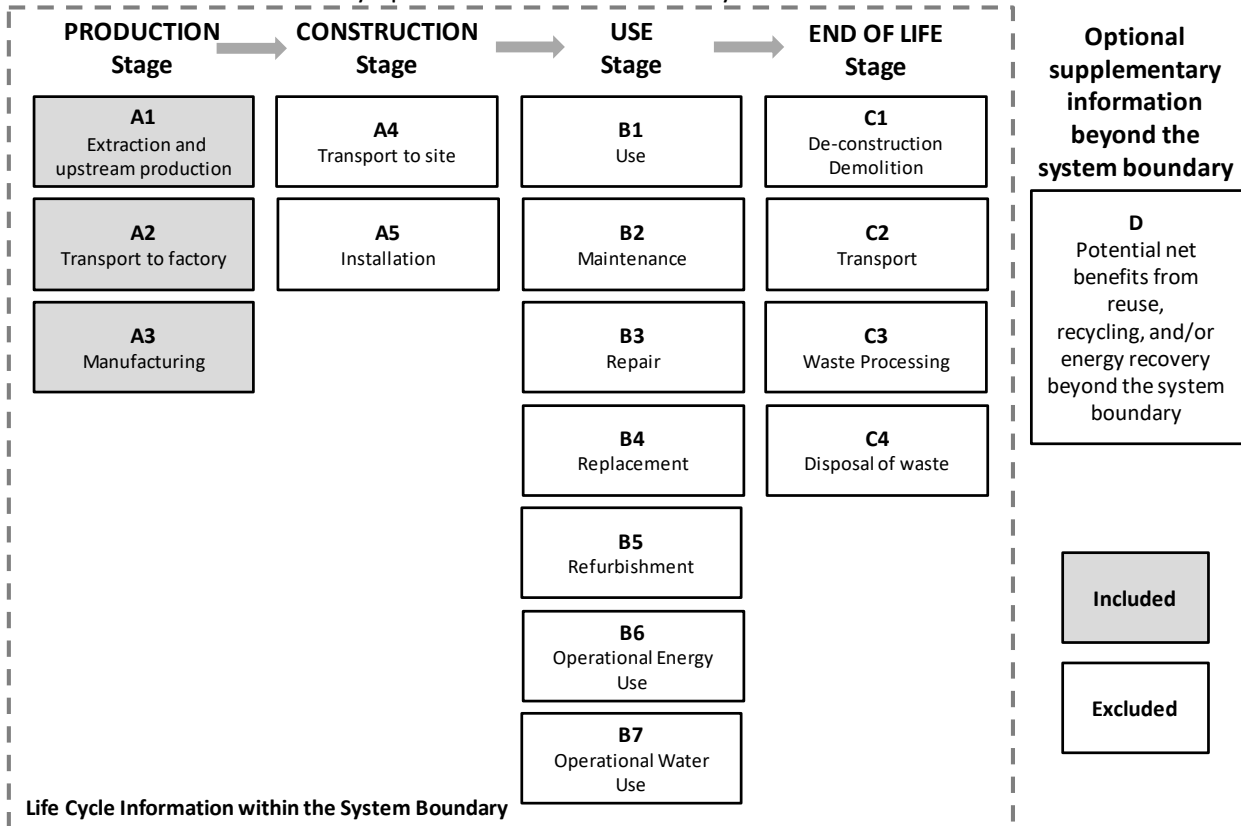 PRODUCTION
Stage
CONSTRUCTION
Stage
USE
Stage
END OF LIFE
Stage
A1
Extraction and
upstream production
A2
Transport to factory
A3
Manufacturing
A4
Transport to site
A5
Installation
B1
Use
B2
Maintenance
B3
Repair
B4
Replacement
B5
Refurbishment
B6
Operational Energy
Use
B7
Operational Water
Use
C1
De-construction
Demolition
C2
Transport
C3
Waste Processing
C4
Disposal of waste
Life Cycle Information within the System Boundary
Optional
supplementary
information
beyond the
system boundary
D
Potential net
benefits from
reuse,
recycling, and/or
energy recovery
beyond the system
boundary
Included
Excluded